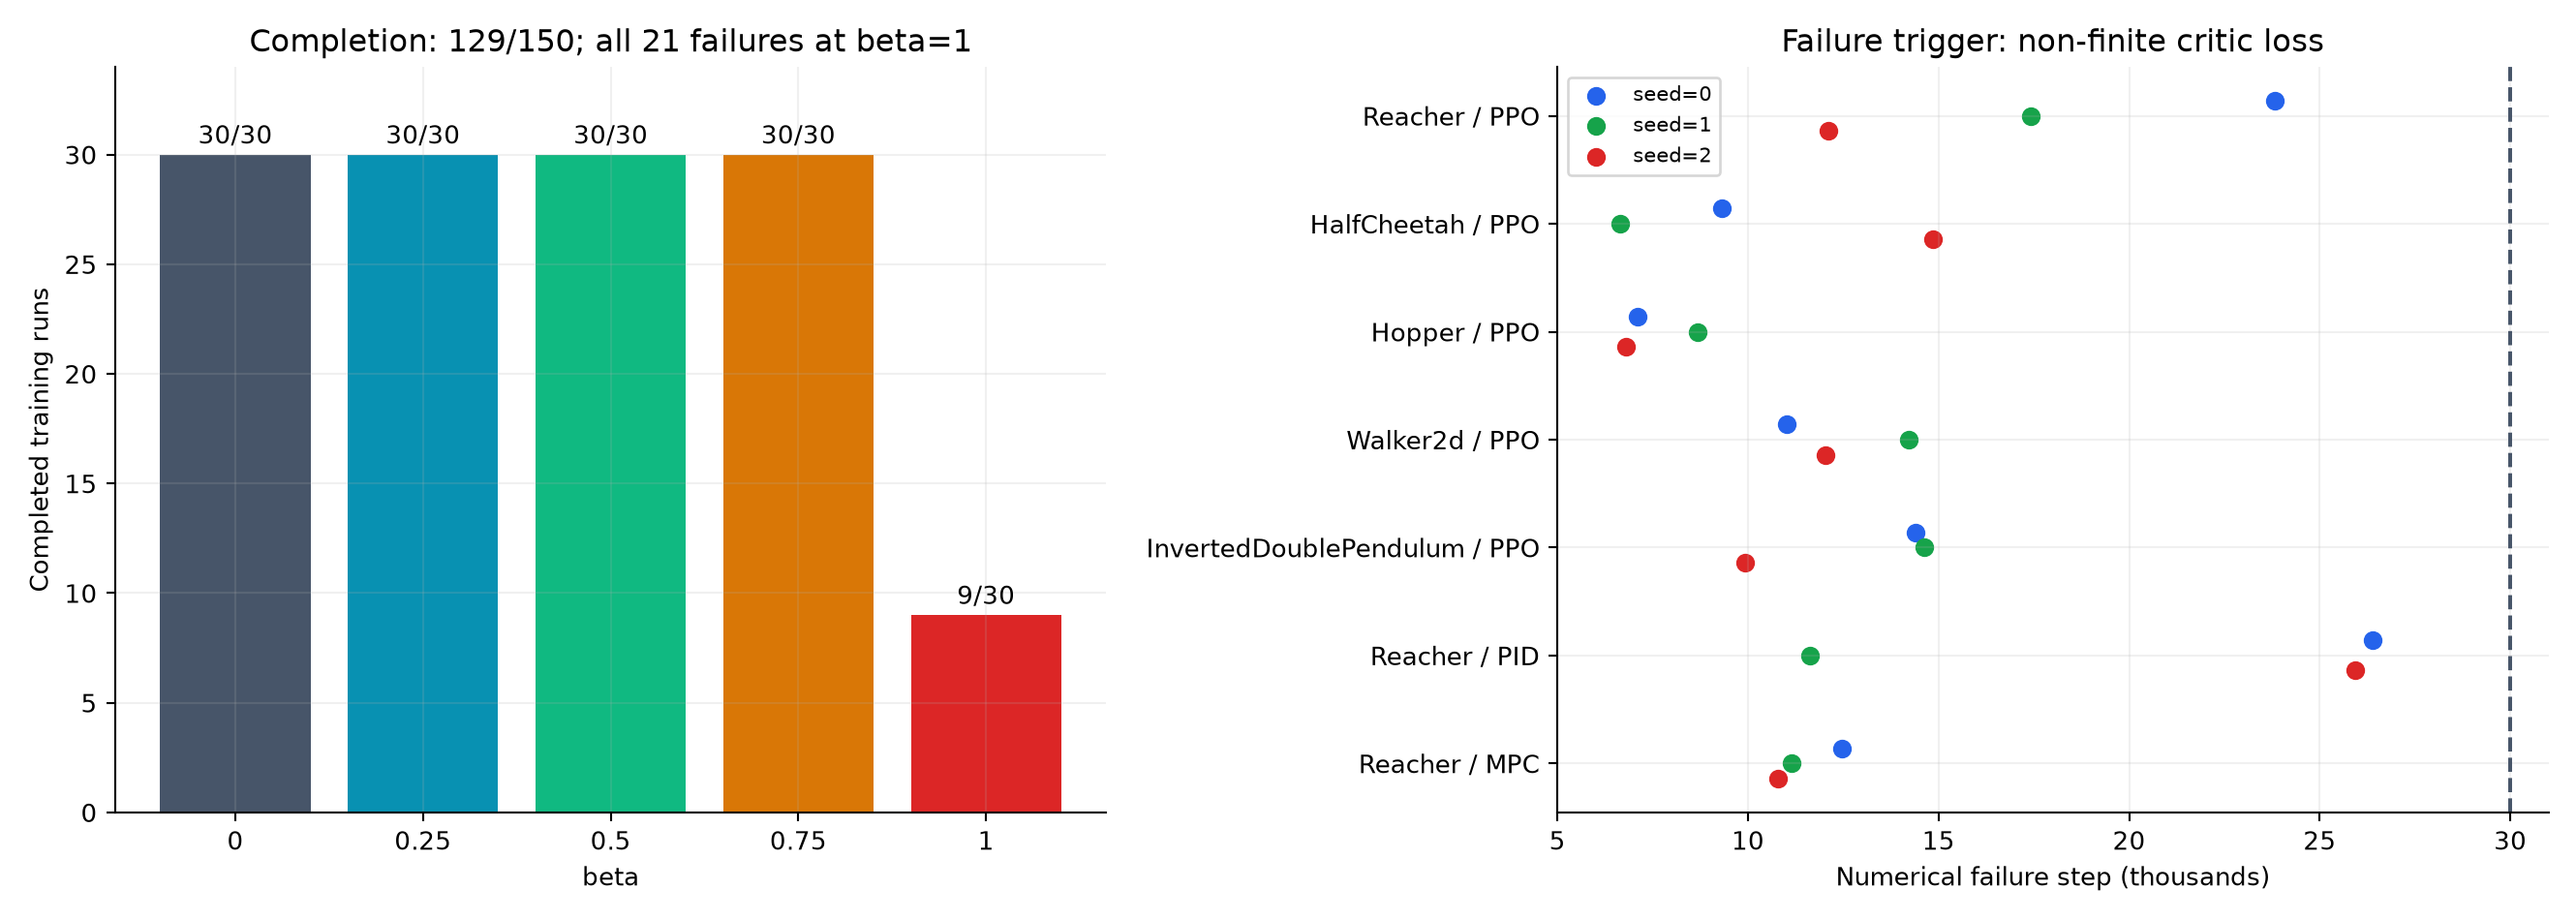 Completion: 129/150; all 21 failures at beta=1
30/30
30/30
30/30
30/30
9/30
Completed training runs
30
25
20
15
10
5
0
0
0.25
0.5
0.75
1
beta
Failure trigger: non-finite critic loss
seed=0
seed=1
seed=2
Reacher / PPO
HalfCheetah / PPO
Hopper / PPO
Walker2d / PPO
InvertedDoublePendulum / PPO
Reacher / PID
Reacher / MPC
5
10
15
20
25
30
Numerical failure step (thousands)